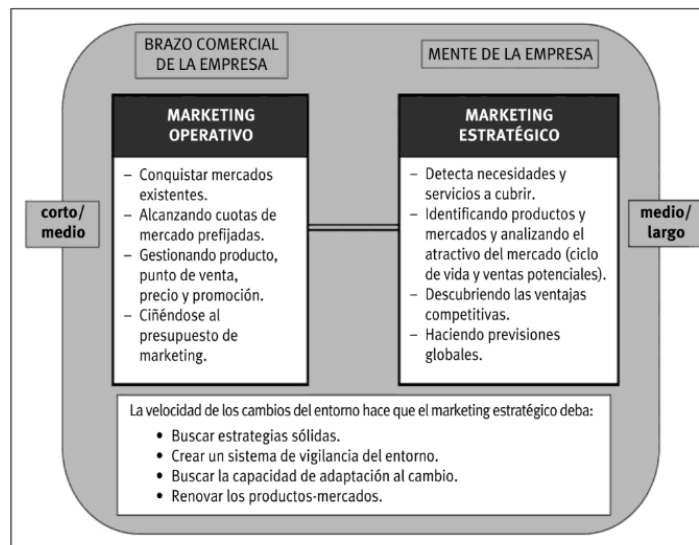 BRAZO COMERCIAL
DE LA EMPRESA
MENTE DE LA EMPRESA
MARKETING
OPERATIVO
– Conquistar mercados
existentes.
– Alcanzando cuotas de
mercado prefijadas.
– Gestionando producto,
punto de venta,
precio y promoción.
– Ciñéndose al
presupuesto de
marketing.
MARKETING
ESTRATÉGICO
– Detecta necesidades y
servicios a cubrir.
– Identificando productos y
mercados y analizando el
atractivo del mercado (ciclo
de vida y ventas potenciales).
– Descubriendo las ventajas
competitivas.
– Haciendo previsiones
globales.
corto/
medio
medio/
largo
La velocidad de los cambios del entorno hace que el marketing estratégico deba:
• Buscar estrategias sólidas.
• Crear un sistema de vigilancia del entorno.
• Buscar la capacidad de adaptación al cambio.
• Renovar los productos-mercados.